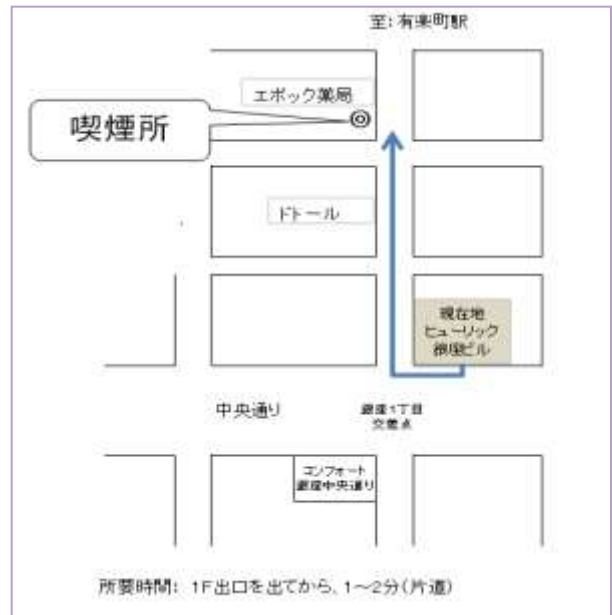 至：有楽町駅
エポック薬局
喫煙所
ドトール
現在地
ヒューリック
銀座ビル
中央通り
銀座1丁目
交差点
コンフォート
銀座中央通り
所要時間： 1F出口を出てから、1～2分(片道)